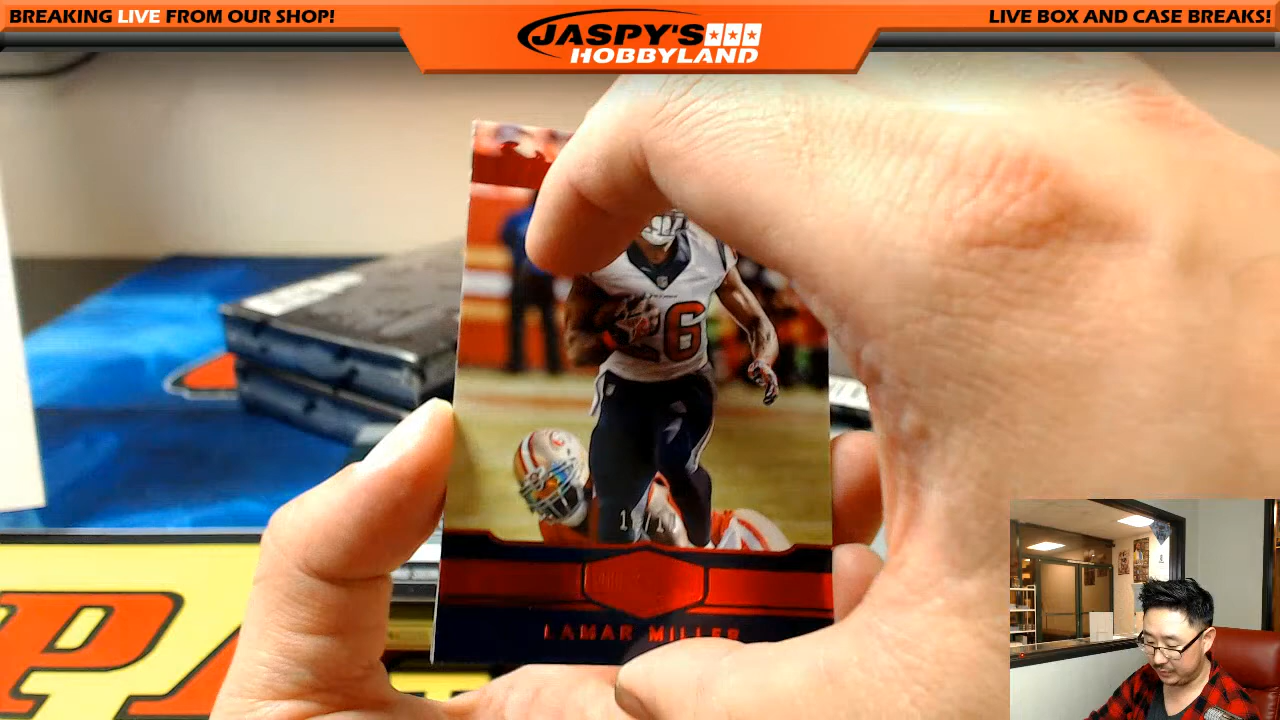 BREAKING LIVE FROM OUR SHOP!
JASPY'S
HOBBYLAND
LIVE BOX AND CASE BREAKS!
26
LAMAR MILLER